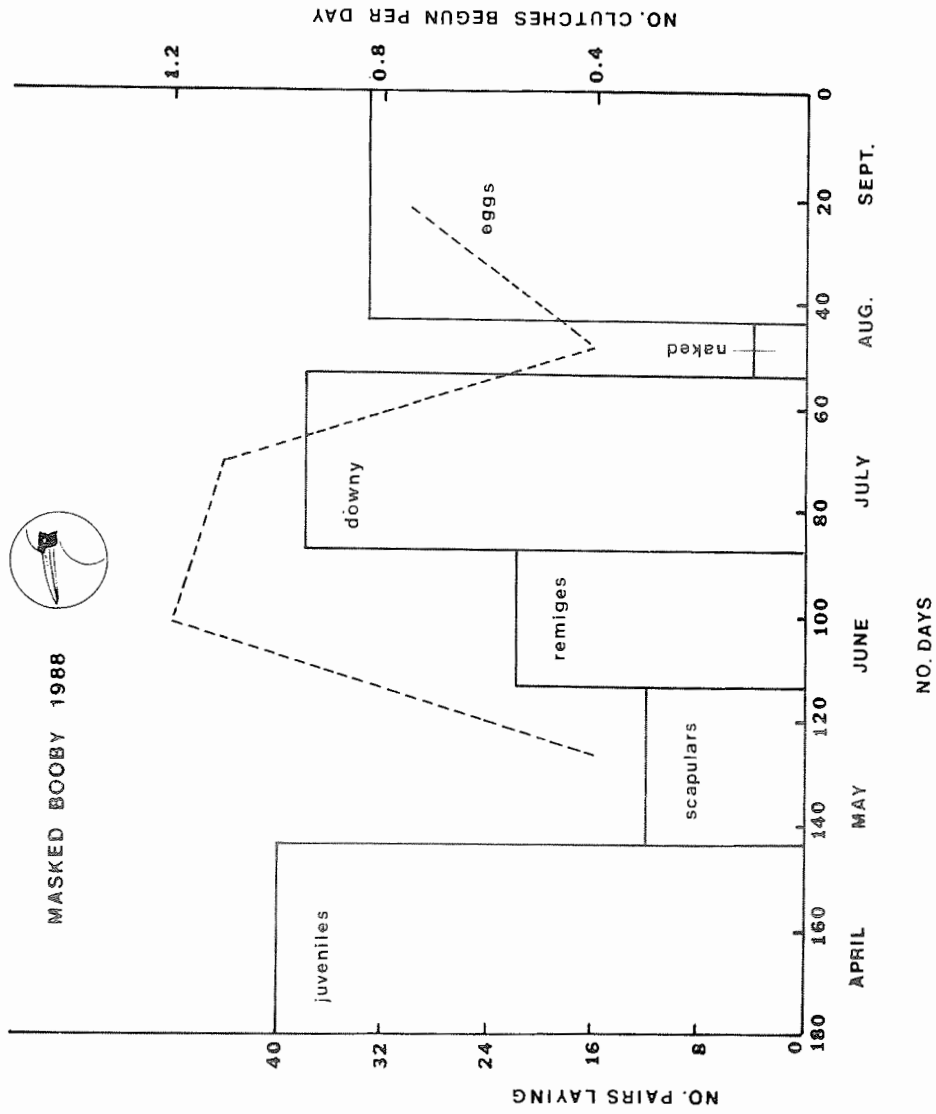 MASKED BOOBY 1988
NO. PAIRS LAYING
40
32
24
16
8
0
juveniles
scapulars
remiges
downy
naked
eggs
NO. CLUTCHES BEGUN PER DAY
1.2
0.8
0.4
180
160
140
120
100
80
60
40
20
0
APRIL
MAY
JUNE
JULY
AUG.
SEPT.
NO. DAYS